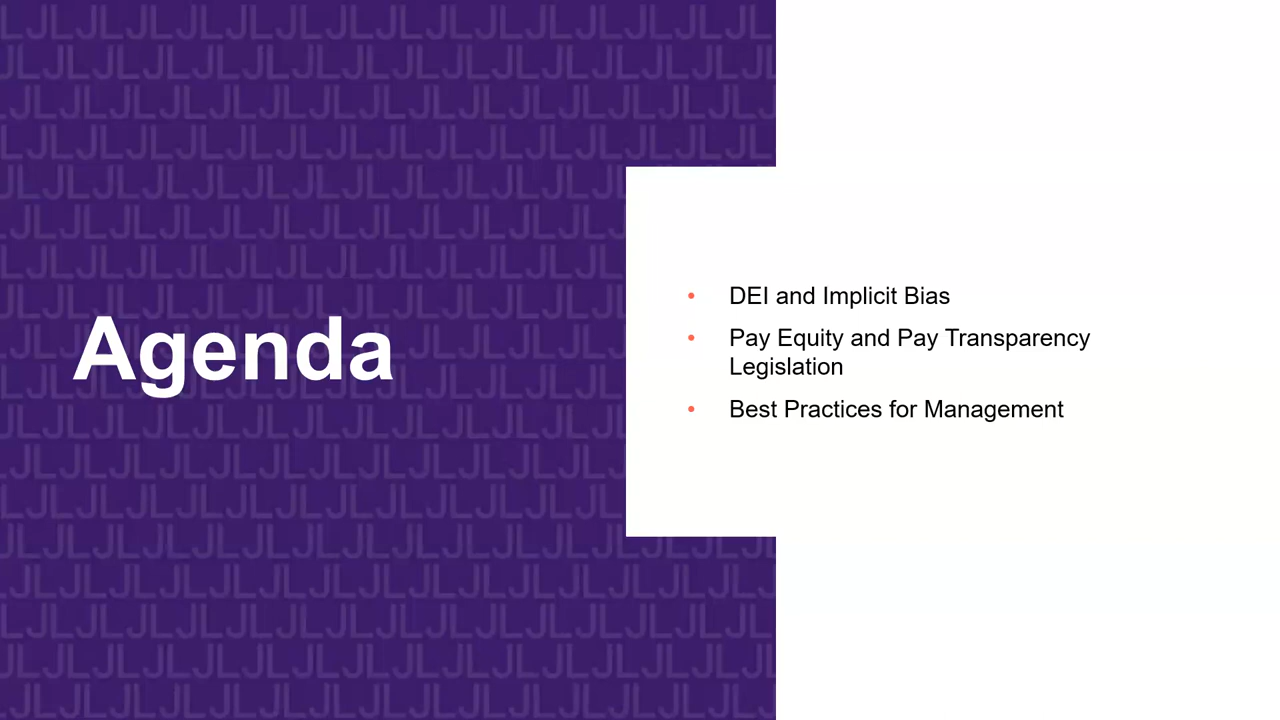 Agenda
• DEI and Implicit Bias
• Pay Equity and Pay Transparency
Legislation
• Best Practices for Management